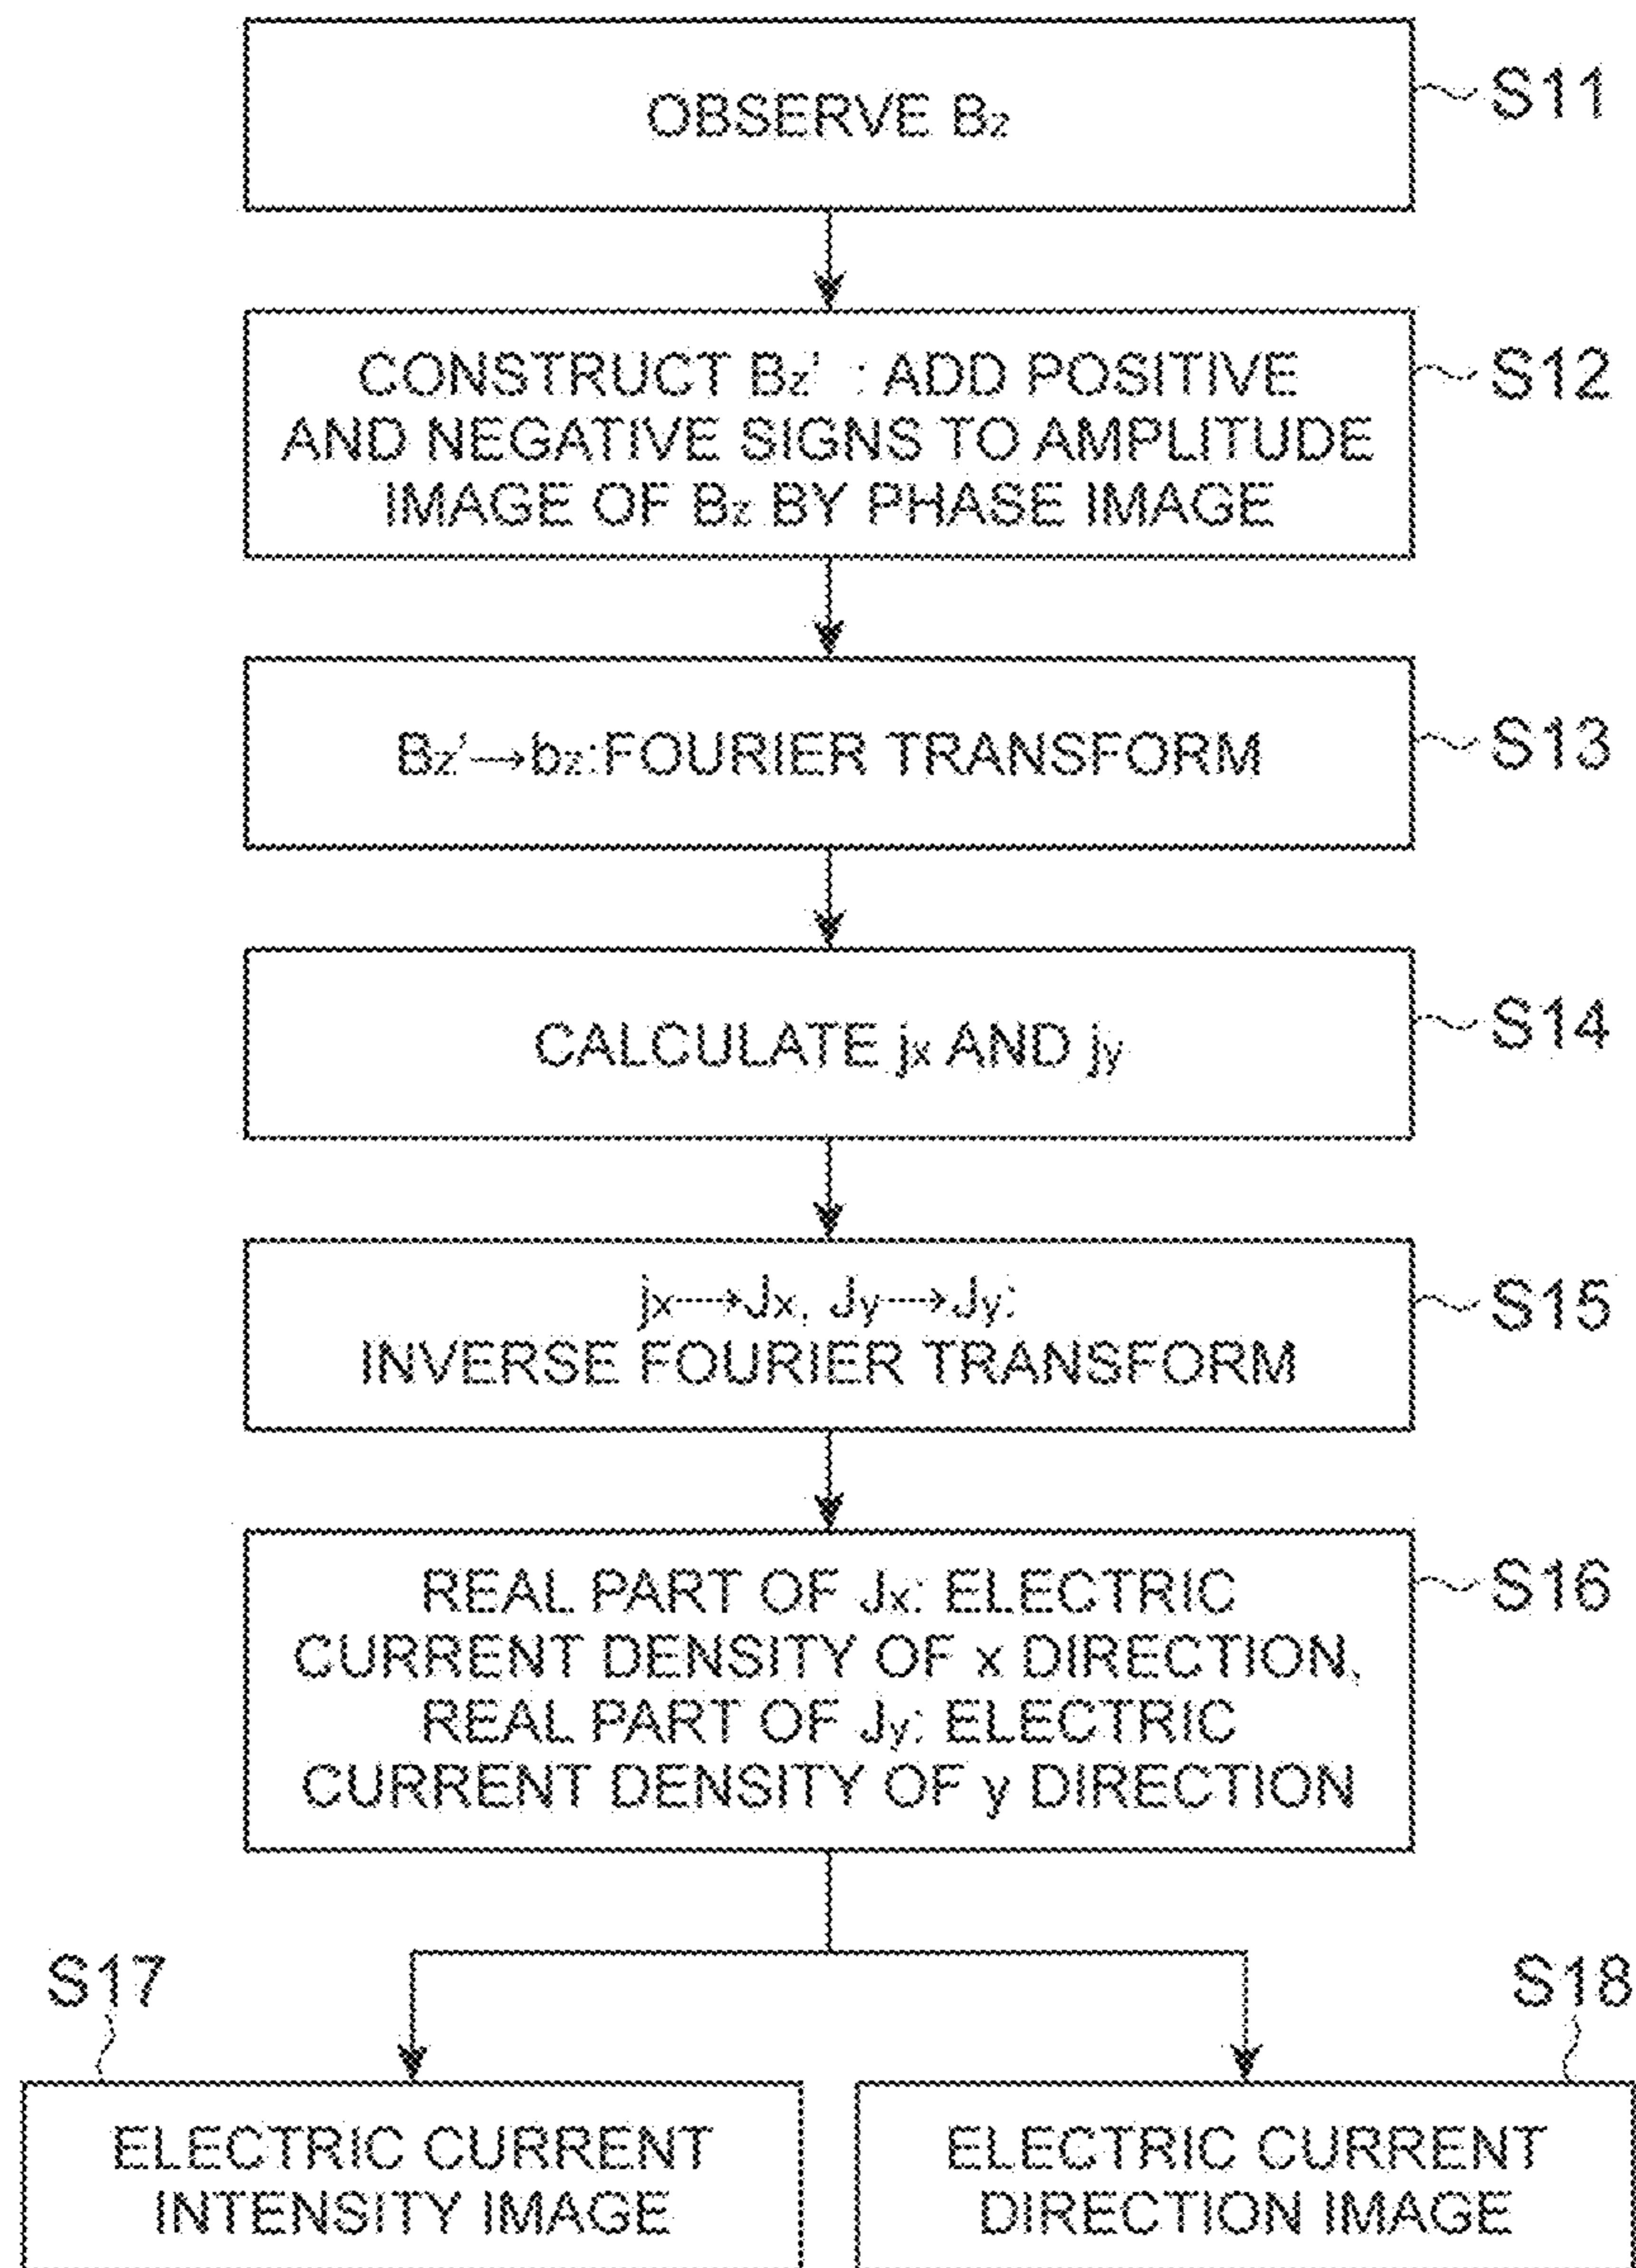 OBSERVE Bz
S11
CONSTRUCT Bz' : ADD POSITIVE
AND NEGATIVE SIGNS TO AMPLITUDE
IMAGE OF Bz BY PHASE IMAGE
S12
Bz'→bz:FOURIER TRANSFORM
S13
CALCULATE jx AND jy
S14
jx→Jx, Jy→Jy:
INVERSE FOURIER TRANSFORM
S15
REAL PART OF Jx: ELECTRIC
CURRENT DENSITY OF x DIRECTION,
REAL PART OF Jy: ELECTRIC
CURRENT DENSITY OF y DIRECTION
S16
S17
ELECTRIC CURRENT
INTENSITY IMAGE
S18
ELECTRIC CURRENT
DIRECTION IMAGE